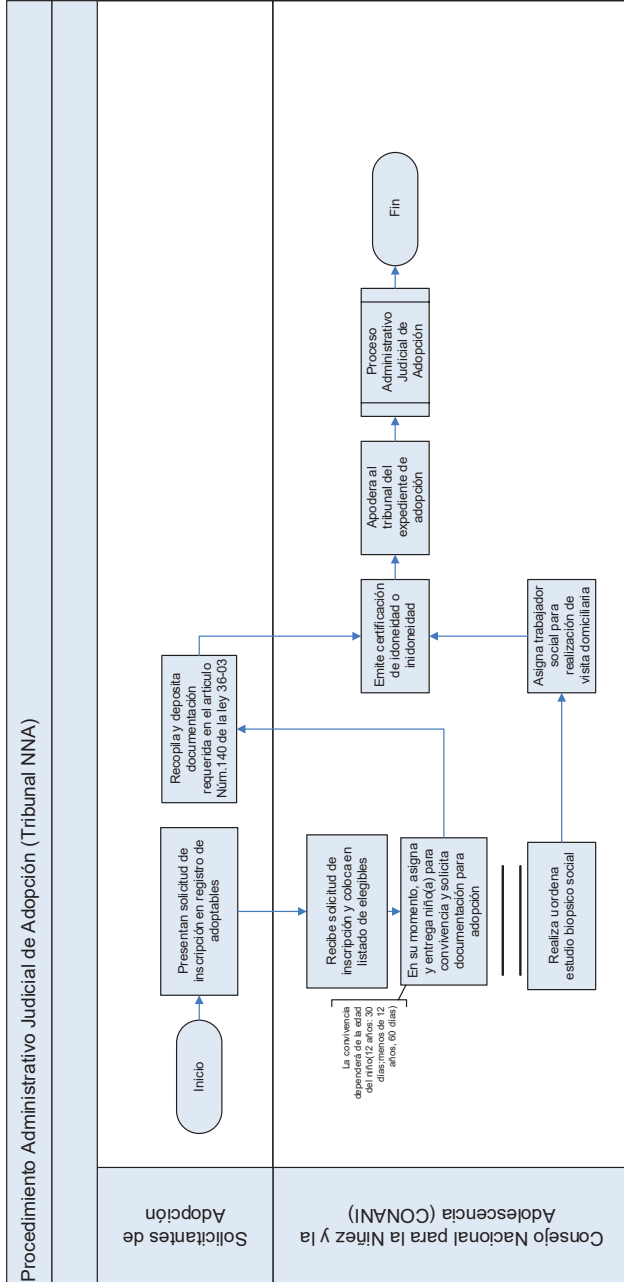 Procedimiento Administrativo Judicial de Adopción (Tribunal NNA)
Solicitantes de
Adopción
Inicio
Presentan solicitud de
inscripción en registro de
adoptables
Recopila y deposita
documentación
requerida en el articulo
Núm.140 de la ley 36-03
Consejo Nacional para la Niñez y la
Adolescencia (CONANI)
La convivencia
dependerá de la edad
del niño(12 años: 30
días;menos de 12
años, 60 días)
Recibe solicitud de
inscripción y coloca en
listado de elegibles
En su momento, asigna
y entrega niño(a) para
convivencia y solicita
documentación para
adopción
Realiza u ordena
estudio biopsico social
Asigna trabajador
social para
realización de
visita domiciliaria
Emite certificación
de idoneidad o
inidoneidad
Apodera al
tribunal del
expediente de
adopción
Proceso
Administrativo
Judicial de
Adopción
Fin